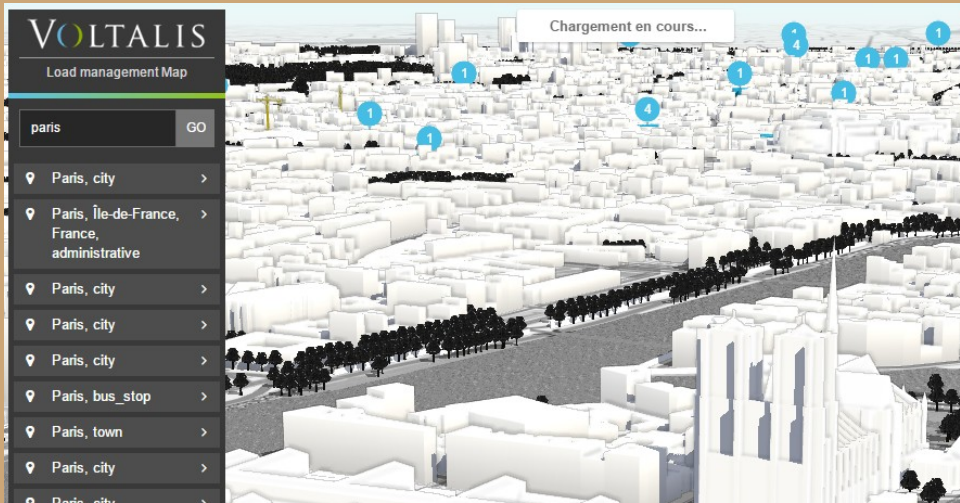 VOLTALIS
Load management Map
Chargement en cours...
paris
GO
Paris, city
Paris, Île-de-France,
France,
administrative
Paris, city
Paris, city
Paris, city
Paris, bus_stop
Paris, town
Paris, city
Paris, city
1
4
1
1
1
1
1
4
1
1